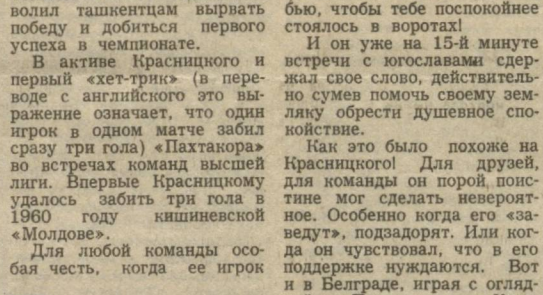 волил ташкентцам вырвать
победу и добиться первого
успеха в чемпионате.
В активе Красницкого и
первый «хет-трик» (в пере-
воде с английского это вы-
ражение означает, что один
игрок в одном матче забил
сразу три гола) «Пахтакора»
во встречах команд высшей
лиги. Впервые Красницкому
удалось забить три гола в
1960 году кишиневской
«Молдове».
Для любой команды осо-
бая честь, когда ее игрок
бью, чтобы тебе поспокойнее
стоялось в воротах!
И он уже на 15-й минуте
встречи с югославами сдер-
жал свое слово, действитель-
но сумев помочь своему зем-
ляку обрести душевное спо-
койствие.
Как это было похоже на
Красницкого! Для друзей,
для команды он порой, поис-
тине мог сделать невероят-
ное. Особенно когда его «за-
ведут», подзадорят. Или ког-
да он чувствовал, что в его
поддержке нуждаются. Вот
и в Белграде, играя с огляд-